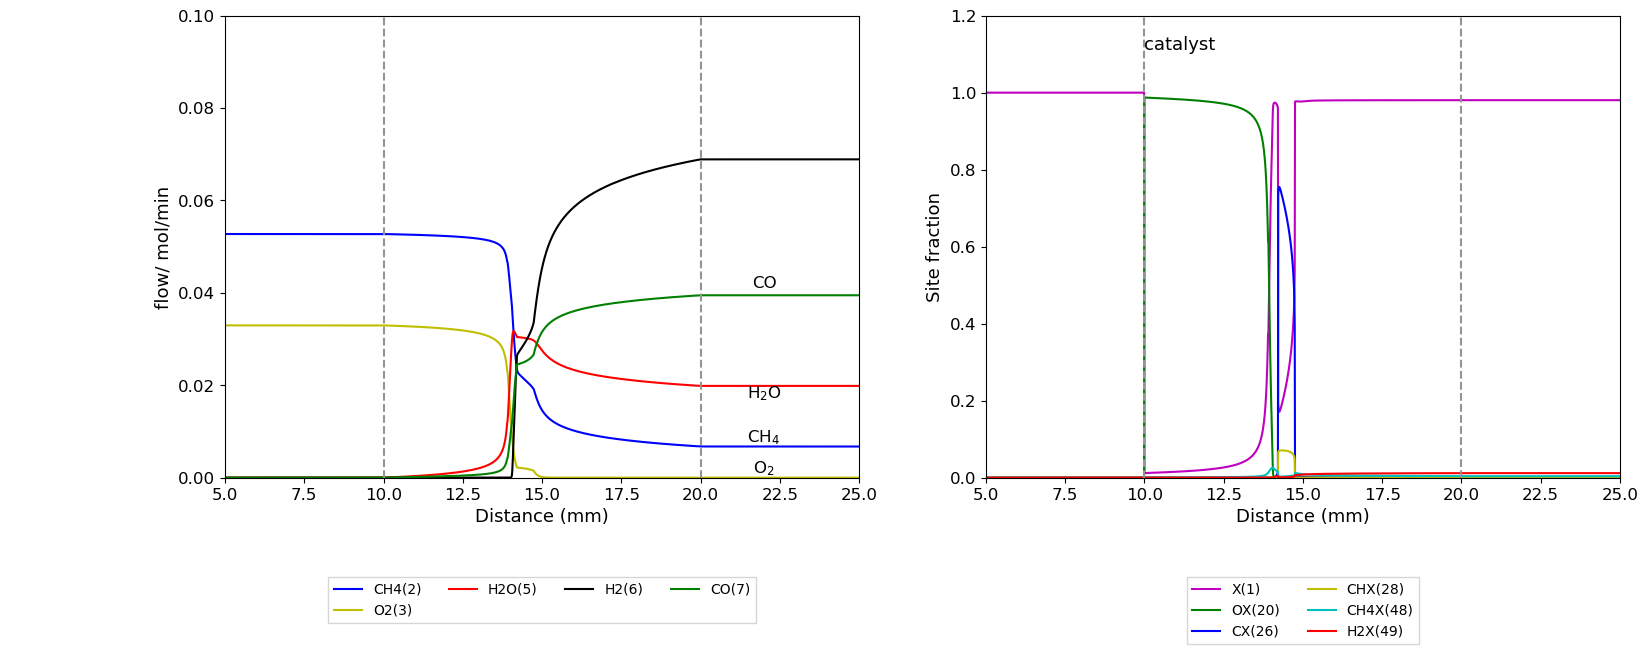 0.10
0.08
0.06
0.04
0.02
0.00
flow/ mol/min
CO
H₂O
CH₄
O₂
5.0 7.5 10.0 12.5 15.0 17.5 20.0 22.5 25.0
Distance (mm)
CH4(2) H2O(5) H2(6) CO(7)
O2(3)
1.2
1.0
0.8
0.6
0.4
0.2
0.0
Site fraction
catalyst
5.0 7.5 10.0 12.5 15.0 17.5 20.0 22.5 25.0
Distance (mm)
X(1) CHX(28)
OX(20) CH4X(48)
CX(26) H2X(49)